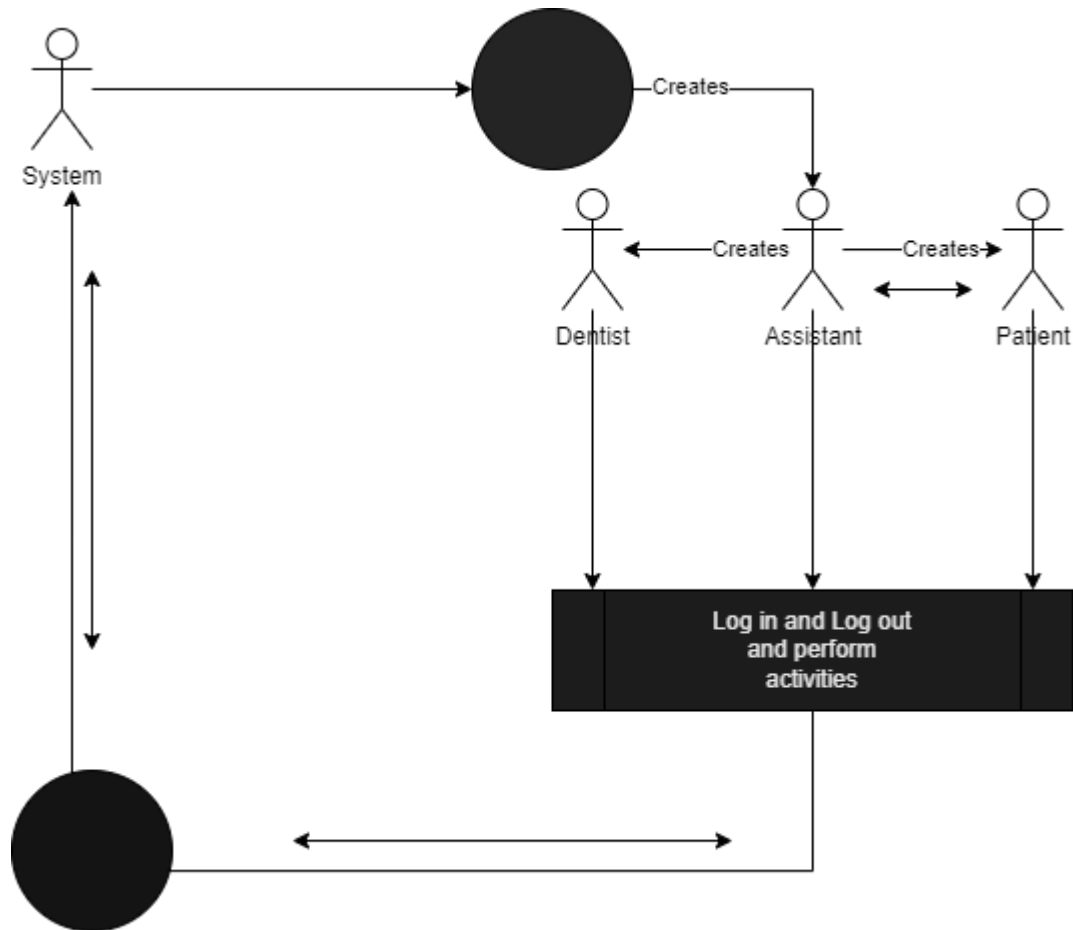 Creates
System
Creates
Creates
Dentist
Assistant
Patient
Log in and Log out
and perform
activities